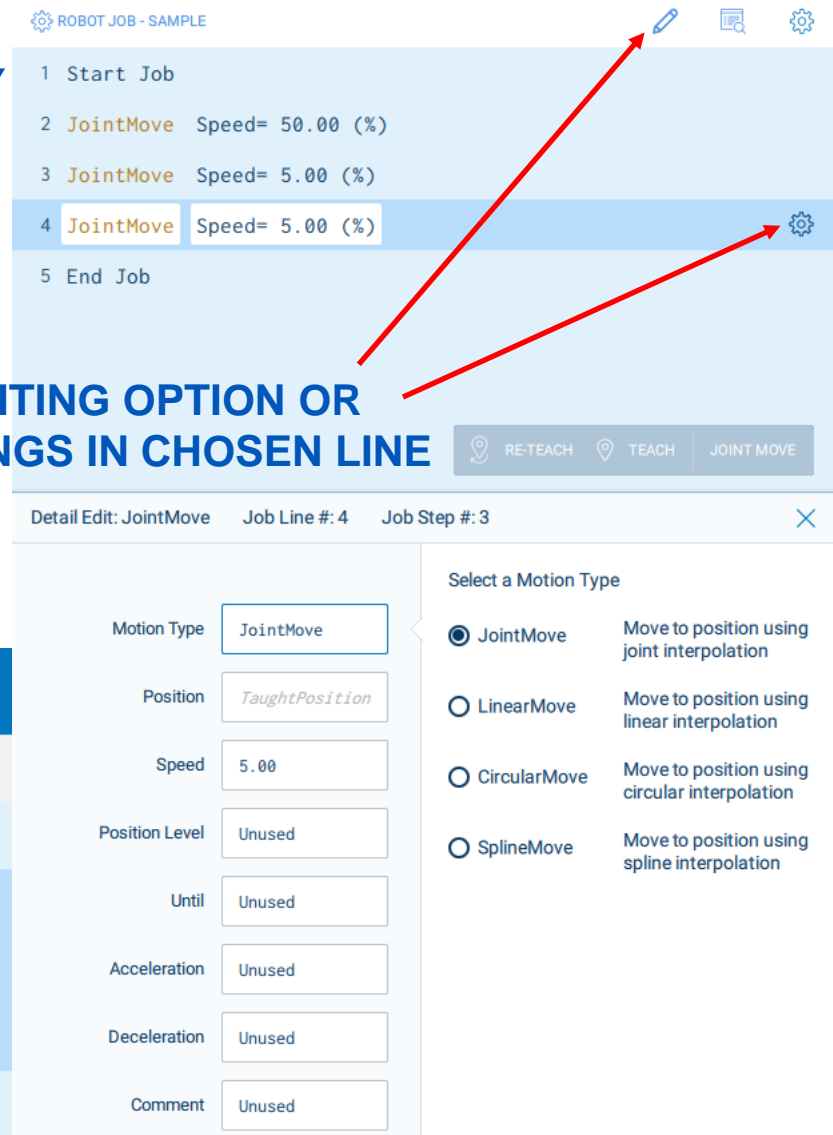 ROBOT JOB - SAMPLE
1 Start Job
2 JointMove Speed= 50.00 (%)
3 JointMove Speed= 5.00 (%)
4 JointMove Speed= 5.00 (%)
5 End Job
OPTION OR
IN CHOSEN LINE
RE-TEACH TEACH JOINT MOVE
Detail Edit: JointMove Job Line #: 4 Job Step #: 3
Select a Motion Type
Motion Type JointMove
Position TaughtPosition
Speed 5.00
Position Level Unused
Until Unused
Acceleration Unused
Deceleration Unused
Comment Unused
JointMove Move to position using
joint interpolation
LinearMove Move to position using
linear interpolation
CircularMove Move to position using
circular interpolation
SplineMove Move to position using
spline interpolation